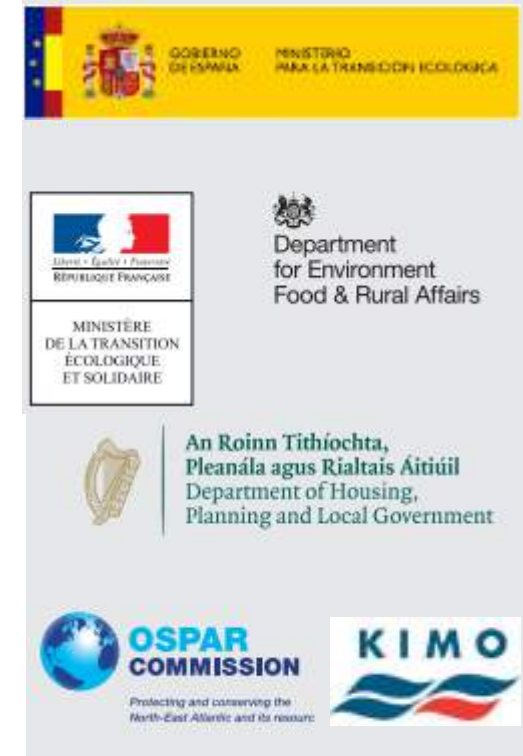 GOBIERNO
DE ESPAÑA
MINISTERIO
PARA LA TRANSICIÓN ECOLÓGICA
Liberté • Égalité • Fraternité
RÉPUBLIQUE FRANÇAISE
MINISTÈRE
DE LA TRANSITION
ÉCOLOGIQUE
ET SOLIDAIRE
Department
for Environment
Food & Rural Affairs
An Roinn Tithíochta,
Pleanála agus Rialtais Áitiúil
Department of Housing,
Planning and Local Government
OSPAR
COMMISSION
Protecting and conserving the
North-East Atlantic and its resourc
KIMO